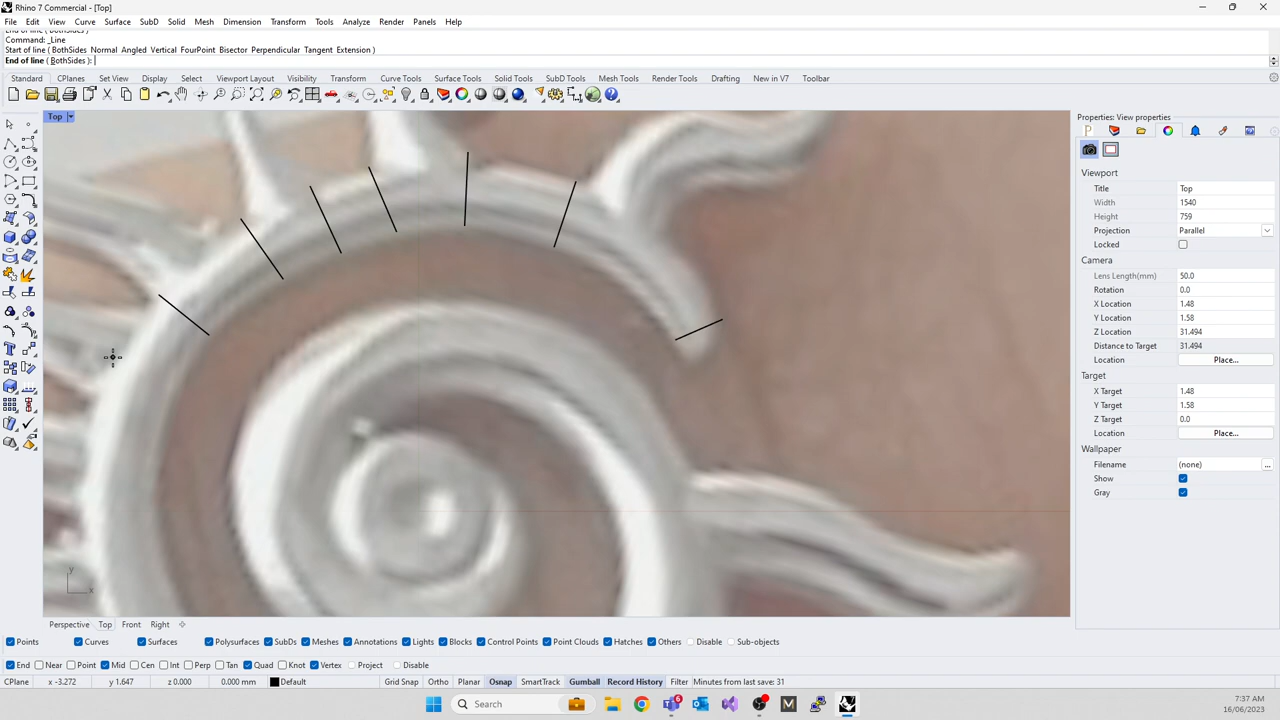 Rhino 7 Commercial - [Top]
File Edit View Curve Surface SubD Solid Mesh Dimension Transform Tools Analyze Render Panels Help
Command: _Line
Start of line ( BothSides Normal Angled Vertical FourPoint Bisector Perpendicular Tangent Extension )
End of line ( BothSides ):
Standard CPlanes Set View Display Select Viewport Layout Visibility Transform Curve Tools Surface Tools Solid Tools SubD Tools Mesh Tools Render Tools Drafting New in V7 Toolbar
Top
Properties: View properties
Viewport
Title Top
Width 1540
Height 759
Projection Parallel
Locked
Camera
Lens Length(mm) 50.0
Rotation 0.0
X Location 1.48
Y Location 1.58
Z Location 31.494
Distance to Target 31.494
Location Place...
Target
X Target 1.48
Y Target 1.58
Z Target 0.0
Location Place...
Wallpaper
Filename (none) ...
Show
Gray
y
x
Perspective Top Front Right
Points Curves Surfaces Polysurfaces SubDs Meshes Annotations Lights Blocks Control Points Point Clouds Hatches Others Disable Sub-objects
End Near Point Mid Cen Int Perp Tan Quad Knot Vertex Project Disable
CPlane x -3.272 y 1.647 z 0.000 0.000 mm Default Grid Snap Ortho Planar Osnap SmartTrack Gumball Record History Filter Minutes from last save: 31
Search
6
7:37 AM
16/06/2023